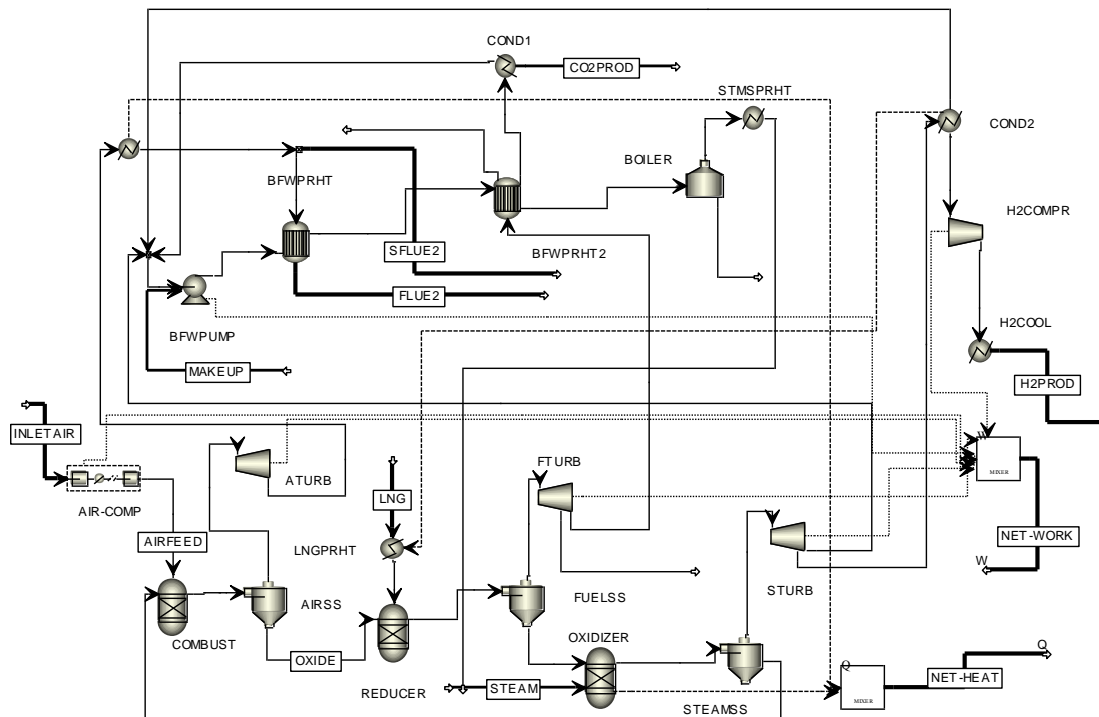 COND1
CO2PROD
STMSPRHT
COND2
BOILER
BFWPRHT
H2COMPR
SFLUE2
BFWPRHT2
FLUE2
BFWPUMP
H2COOL
MAKEUP
H2PROD
INLETAIR
W
FTURB
MIXER
ATURB
LNG
AIR-COMP
AIRFEED
LNGPRHT
NET-WORK
W
STURB
AIRSS
FUELSS
COMBUST
OXIDIZER
OXIDE
Q
Q
NET-HEAT
REDUCER
STEAM
MIXER
STEAMSS